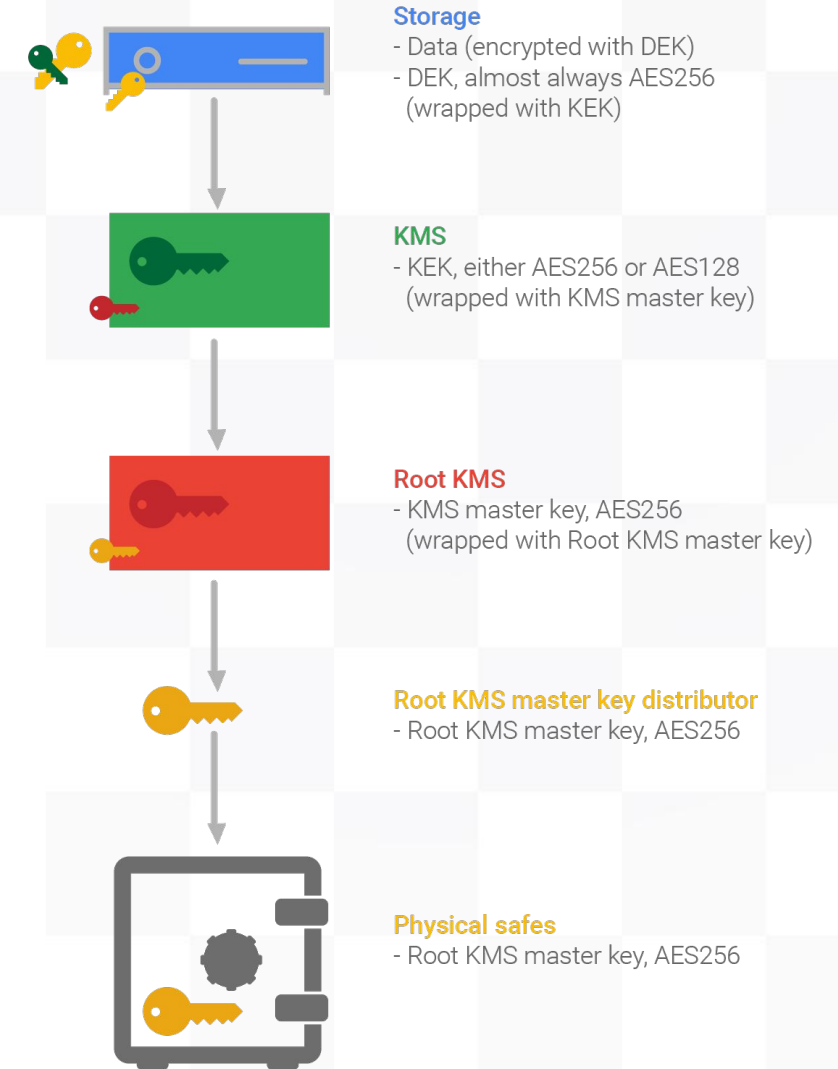 Storage
- Data (encrypted with DEK)
- DEK, almost always AES256
(wrapped with KEK)
KMS
- KEK, either AES256 or AES128
(wrapped with KMS master key)
Root KMS
- KMS master key, AES256
(wrapped with Root KMS master key)
Root KMS master key distributor
- Root KMS master key, AES256
Physical safes
- Root KMS master key, AES256